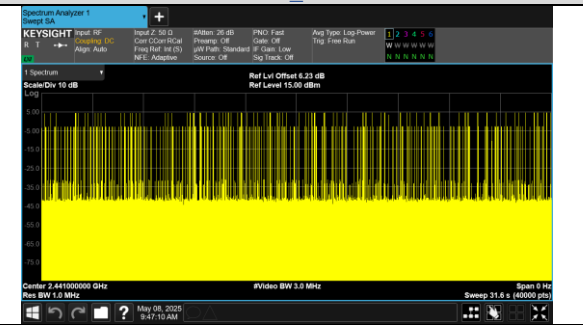 Spectrum Analyzer 1
Swept SA
+
KEYSIGHT Input: RF Input Z: 50 Ω #Atten: 26 dB PNO: Fast Avg Type: Log-Power 1 2 3 4 5 6
R T Coupling: DC Corr CCorr RCal Preamp: Off Gate: Off Trig: Free Run W W W W W W
Align: Auto Freq Ref: Int (S) µW Path: Standard IF Gain: Low N N N N N N
NFE: Adaptive Source: Off Sig Track: Off
1 Spectrum
Ref Lvl Offset 6.23 dB
Scale/Div 10 dB Ref Level 15.00 dBm
Log
5.00
-5.00
-15.0
-25.0
-35.0
-45.0
-55.0
-65.0
-75.0
Center 2.441000000 GHz #Video BW 3.0 MHz Span 0 Hz
Res BW 1.0 MHz Sweep 31.6 s (40000 pts)
? May 08, 2025
9:47:10 AM